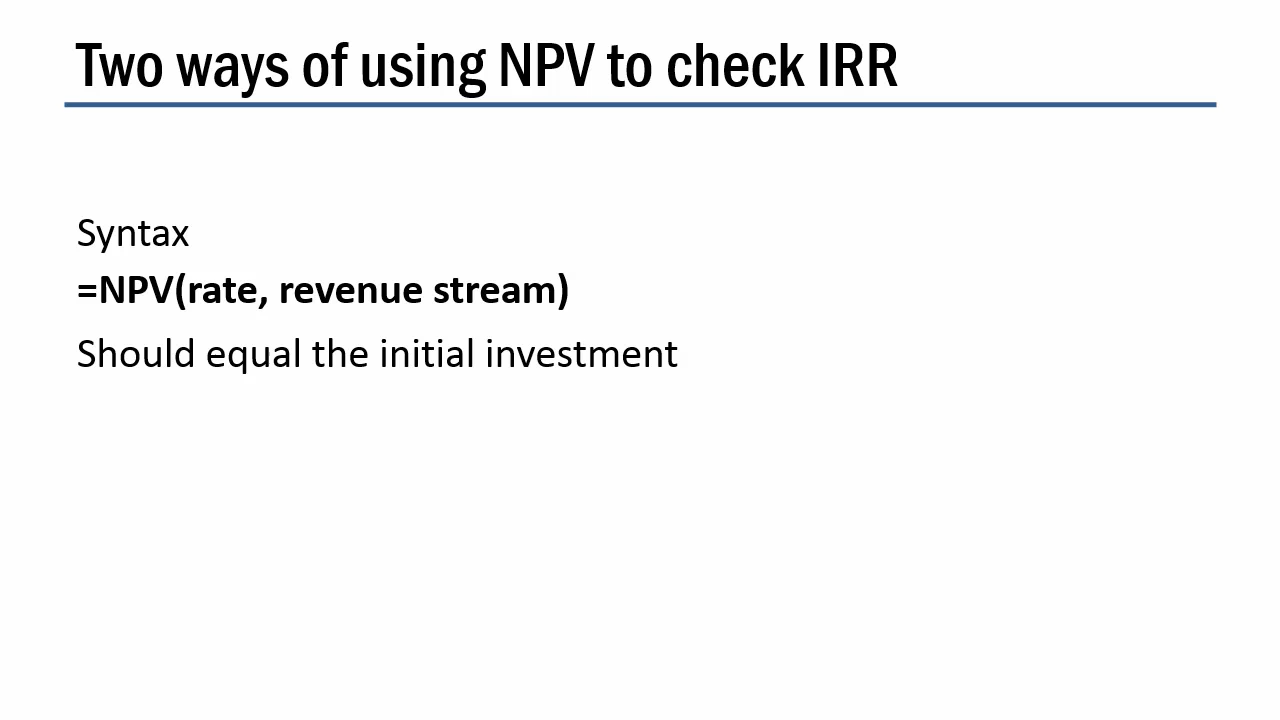 Two ways of using NPV to check IRR
Syntax
=NPV(rate, revenue stream)
Should equal the initial investment